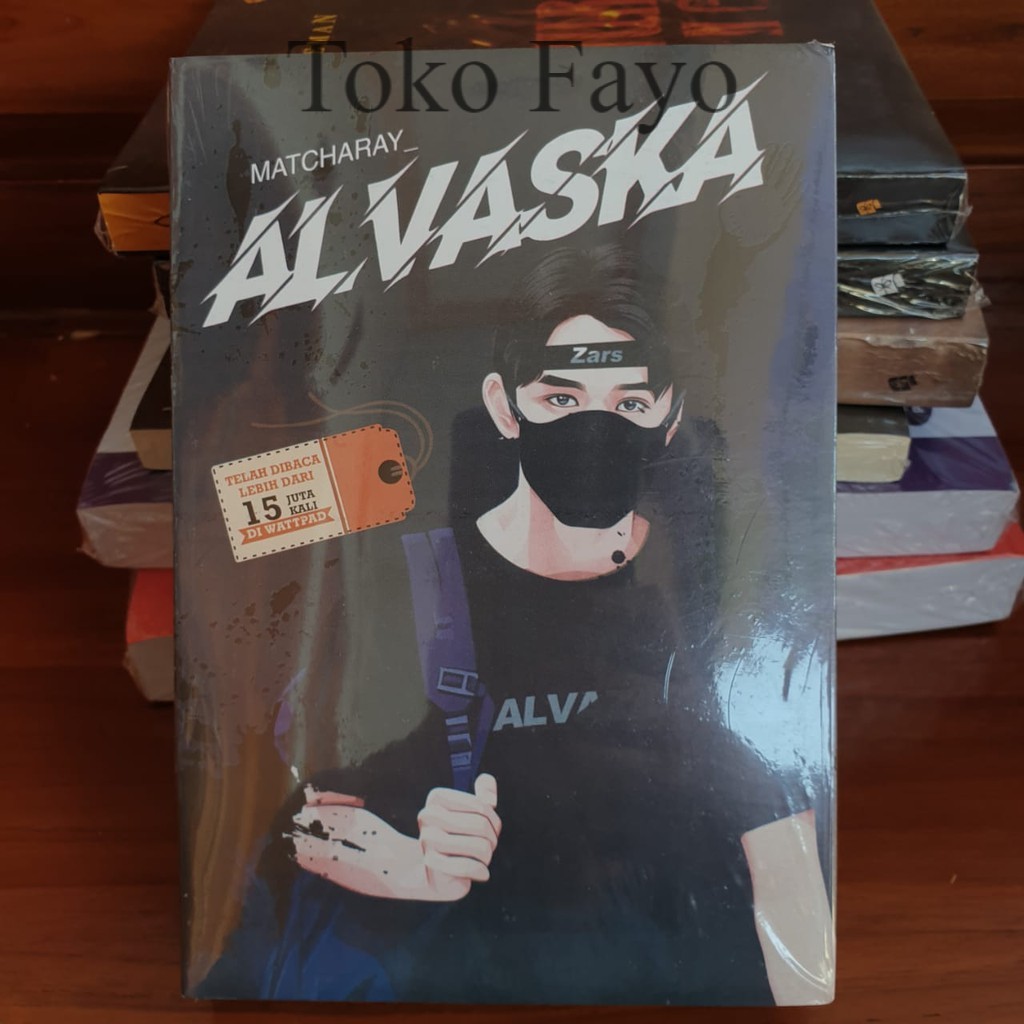 Toko Fayo
MATCHARAY_
ALVASKA
Zars
TELAH DIBACA
LEBIH DARI
15 JUTA
KALI
DI WATTPAD
ALVA